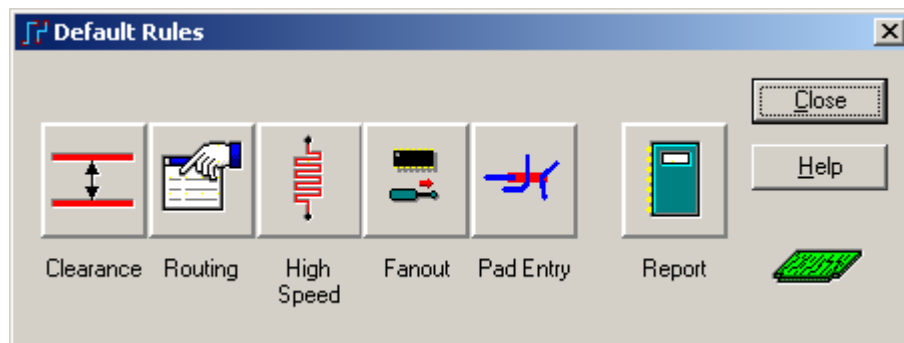 Default Rules
Close
Help
Clearance
Routing
High
Speed
Fanout
Pad Entry
Report